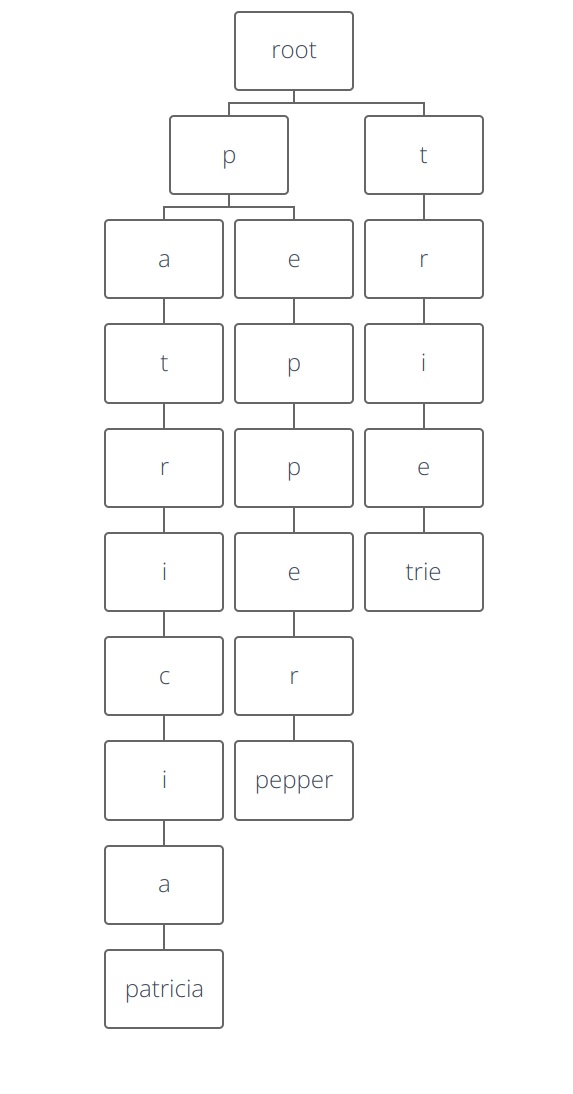 root
p t
a e r
t p i
r p e
i e trie
c r
i pepper
a
patricia